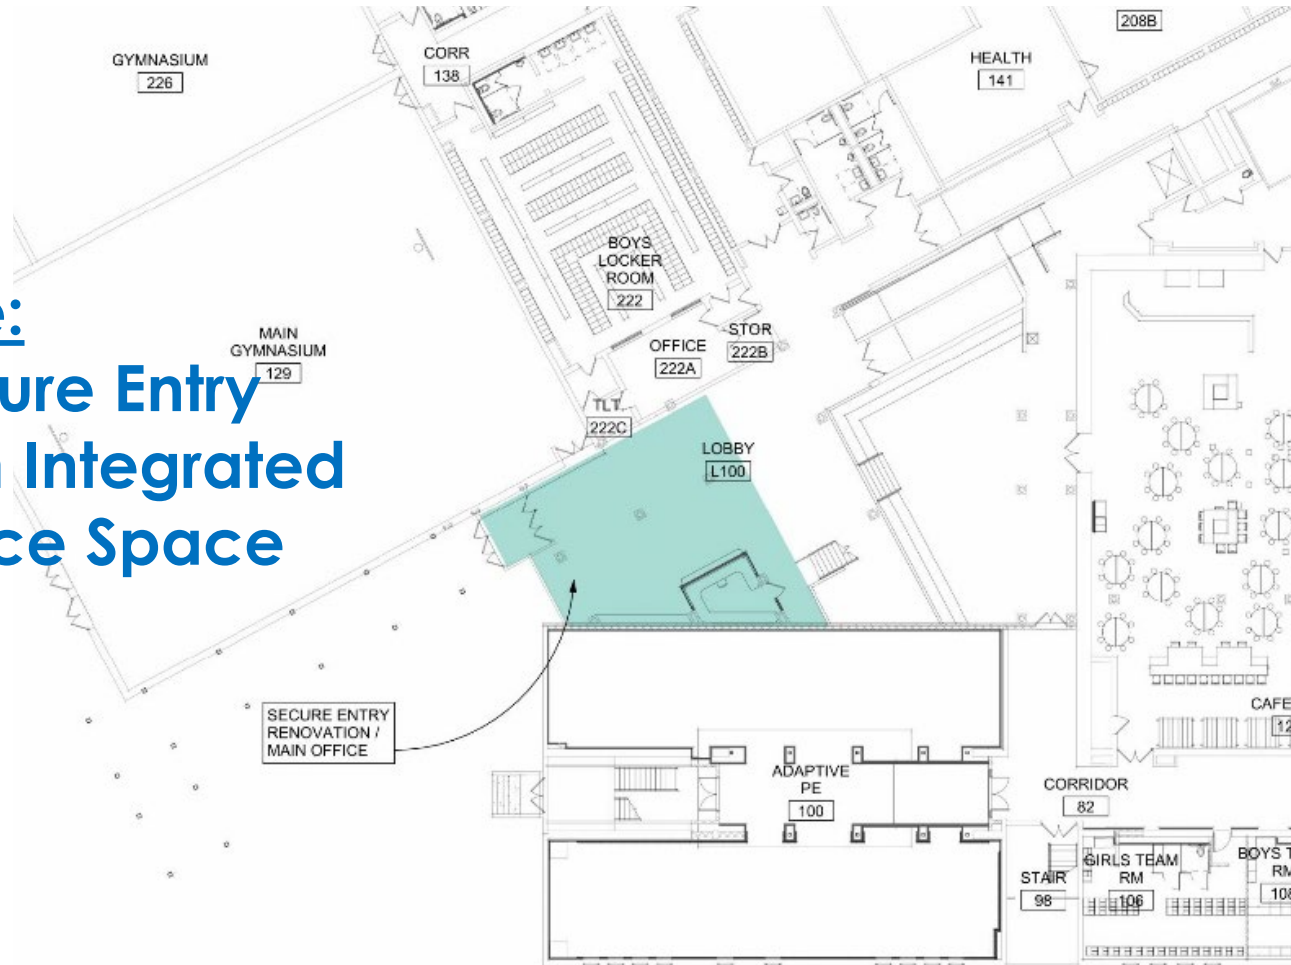 208B
GYMNASIUM
226
CORR
138
HEALTH
141
BOYS
LOCKER
ROOM
222
e:
MAIN
GYMNASIUM
129
OFFICE
222A
STOR
222B
ure Entry
TLT.
222C
LOBBY
L100
n Integrated
ce Space
SECURE ENTRY
RENOVATION /
MAIN OFFICE
CAFE
12
ADAPTIVE
PE
100
CORRIDOR
82
STAIR
98
GIRLS TEAM
RM
106
BOYS T
RM
108